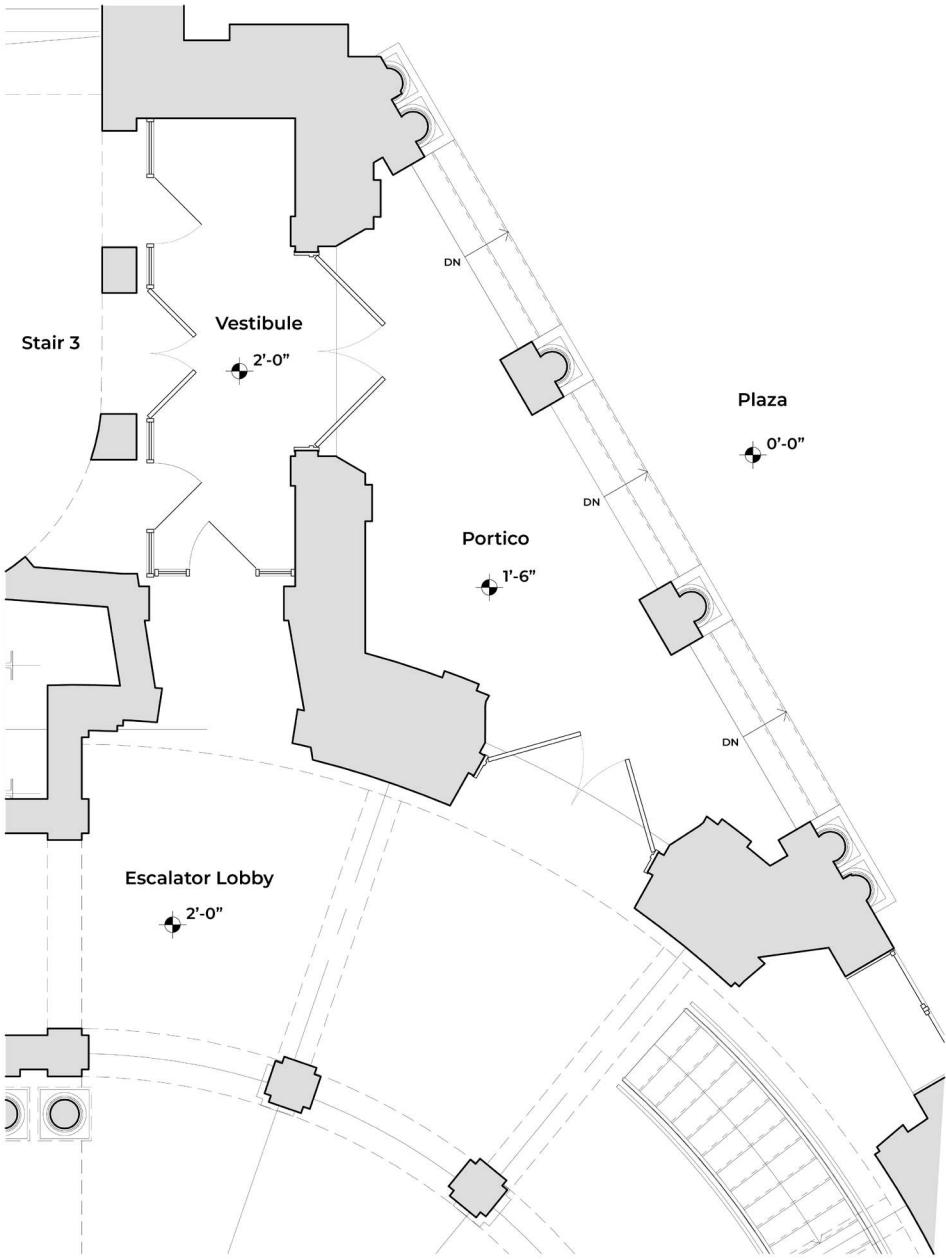 DN
Vestibule
Stair 3
2’-0”
Plaza
0’-0”
DN
Portico
1’-6”
DN
Escalator Lobby
2’-0”